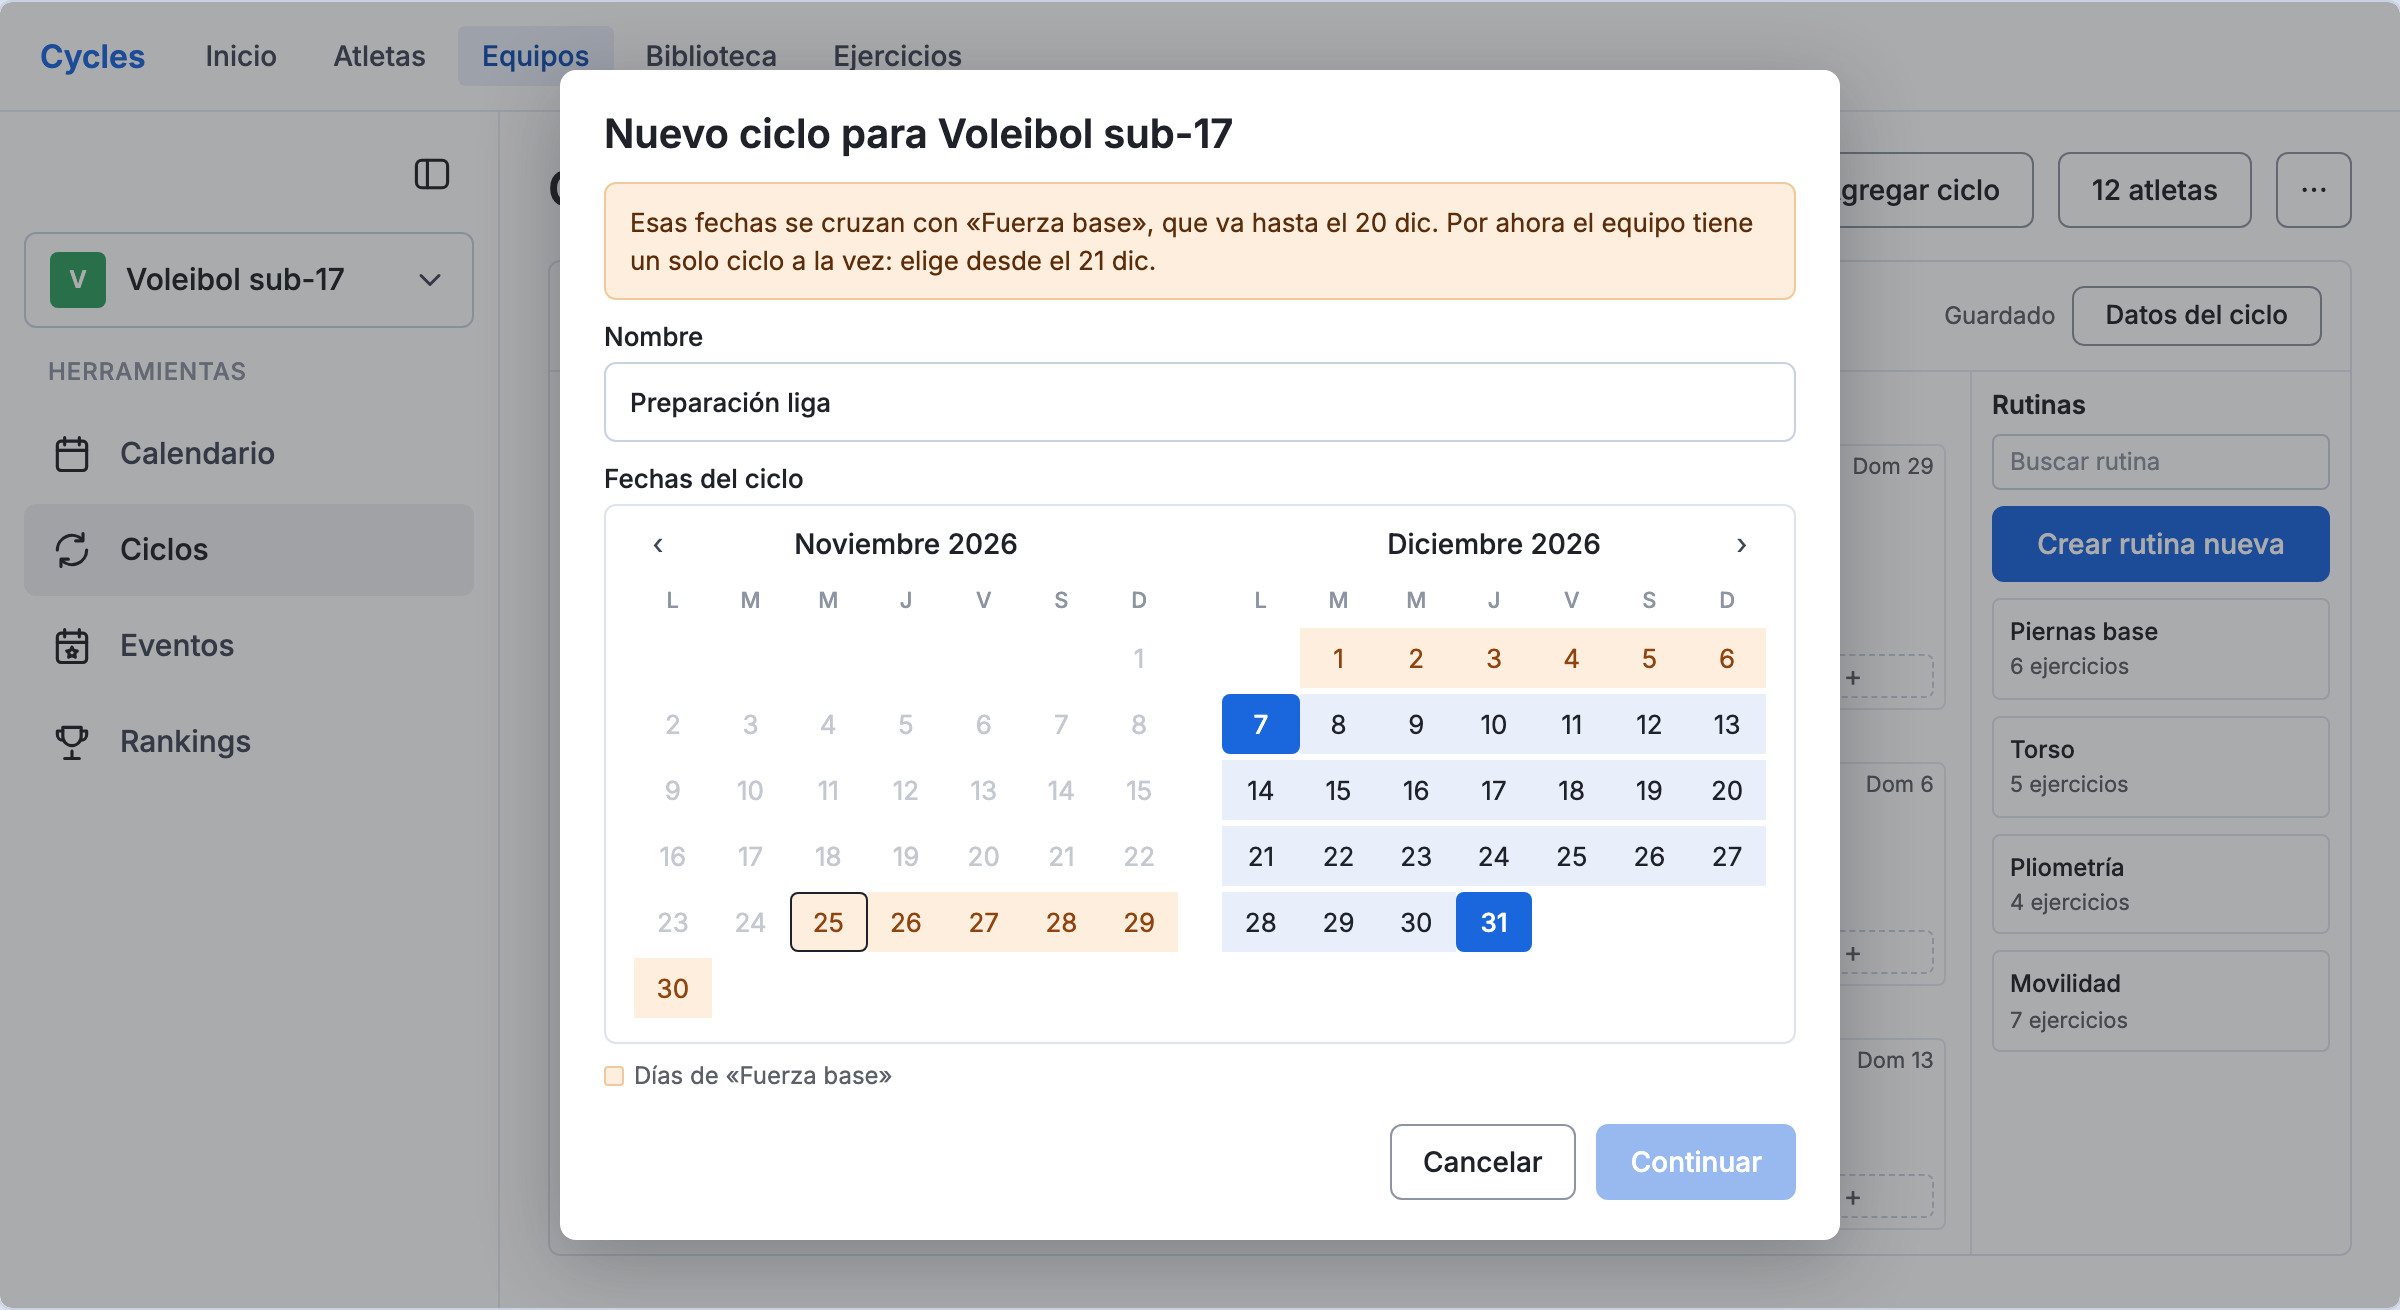 Cycles
Inicio
Atletas
Equipos
Biblioteca
Ejercicios
V
Voleibol sub-17
HERRAMIENTAS
Calendario
Ciclos
Eventos
Rankings
gregar ciclo
12 atletas
...
Guardado
Datos del ciclo
Nuevo ciclo para Voleibol sub-17
Esas fechas se cruzan con «Fuerza base», que va hasta el 20 dic. Por ahora el equipo tiene
un solo ciclo a la vez: elige desde el 21 dic.
Nombre
Preparación liga
Fechas del ciclo
‹ Noviembre 2026
L M M J V S D
1
2 3 4 5 6 7 8
9 10 11 12 13 14 15
16 17 18 19 20 21 22
23 24 25 26 27 28 29
30
Diciembre 2026 ›
L M M J V S D
1 2 3 4 5 6
7 8 9 10 11 12 13
14 15 16 17 18 19 20
21 22 23 24 25 26 27
28 29 30 31
Días de «Fuerza base»
Cancelar
Continuar
Dom 29
+
Dom 6
+
Dom 13
+
Rutinas
Buscar rutina
Crear rutina nueva
Piernas base
6 ejercicios
Torso
5 ejercicios
Pliometría
4 ejercicios
Movilidad
7 ejercicios